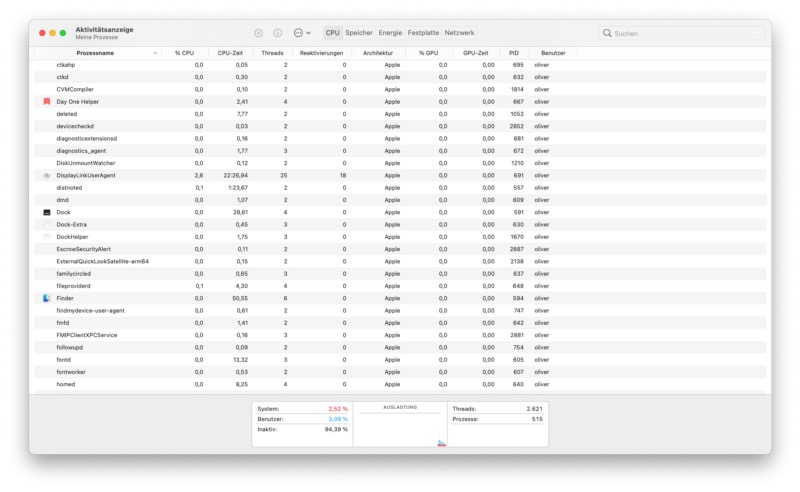 Aktivitätsanzeige
Meine Prozesse
CPU Speicher Energie Festplatte Netzwerk
Suchen
Prozessname % CPU CPU-Zeit Threads Reaktivierungen Architektur % GPU GPU-Zeit PID Benutzer
ctkahp 0,0 0,05 2 0 Apple 0,0 0,00 695 oliver
ctkd 0,0 0,30 2 0 Apple 0,0 0,00 632 oliver
CVMCompiler 0,0 0,10 2 0 Apple 0,0 0,00 1814 oliver
Day One Helper 0,0 2,41 4 0 Apple 0,0 0,00 667 oliver
deleted 0,0 7,77 2 0 Apple 0,0 0,00 1052 oliver
devicecheckd 0,0 0,03 2 0 Apple 0,0 0,00 2852 oliver
diagnosticextensionsd 0,0 0,16 2 0 Apple 0,0 0,00 681 oliver
diagnostics_agent 0,0 1,77 3 0 Apple 0,0 0,00 672 oliver
DiskUnmountWatcher 0,0 0,12 2 0 Apple 0,0 0,00 1210 oliver
DisplayLinkUserAgent 2,6 22:26,94 25 18 Apple 0,0 0,00 691 oliver
distnoted 0,1 1:23,67 2 0 Apple 0,0 0,00 557 oliver
dmd 0,0 1,07 2 0 Apple 0,0 0,00 609 oliver
Dock 0,0 28,61 4 0 Apple 0,0 0,00 591 oliver
Dock-Extra 0,0 0,45 3 0 Apple 0,0 0,00 630 oliver
DockHelper 0,0 1,75 3 0 Apple 0,0 0,00 1670 oliver
EscrowSecurityAlert 0,0 0,11 2 0 Apple 0,0 0,00 2887 oliver
ExternalQuickLookSatellite-arm64 0,0 0,15 2 0 Apple 0,0 0,00 2138 oliver
familycircled 0,0 0,65 3 0 Apple 0,0 0,00 637 oliver
fileproviderd 0,1 4,30 4 0 Apple 0,0 0,00 648 oliver
Finder 0,0 50,55 6 0 Apple 0,0 0,00 594 oliver
findmydevice-user-agent 0,0 0,61 2 0 Apple 0,0 0,00 747 oliver
fmfd 0,0 1,41 2 0 Apple 0,0 0,00 642 oliver
FMIPClientXPCService 0,0 0,16 3 0 Apple 0,0 0,00 2881 oliver
followupd 0,0 0,09 2 0 Apple 0,0 0,00 754 oliver
fontd 0,0 13,32 3 0 Apple 0,0 0,00 605 oliver
fontworker 0,0 0,53 2 0 Apple 0,0 0,00 607 oliver
homed 0,0 8,25 4 0 Apple 0,0 0,00 640 oliver
System: 2,52 % AUSLASTUNG Threads: 2.621
Benutzer: 3,09 % Prozesse: 515
Inaktiv: 94,39 %